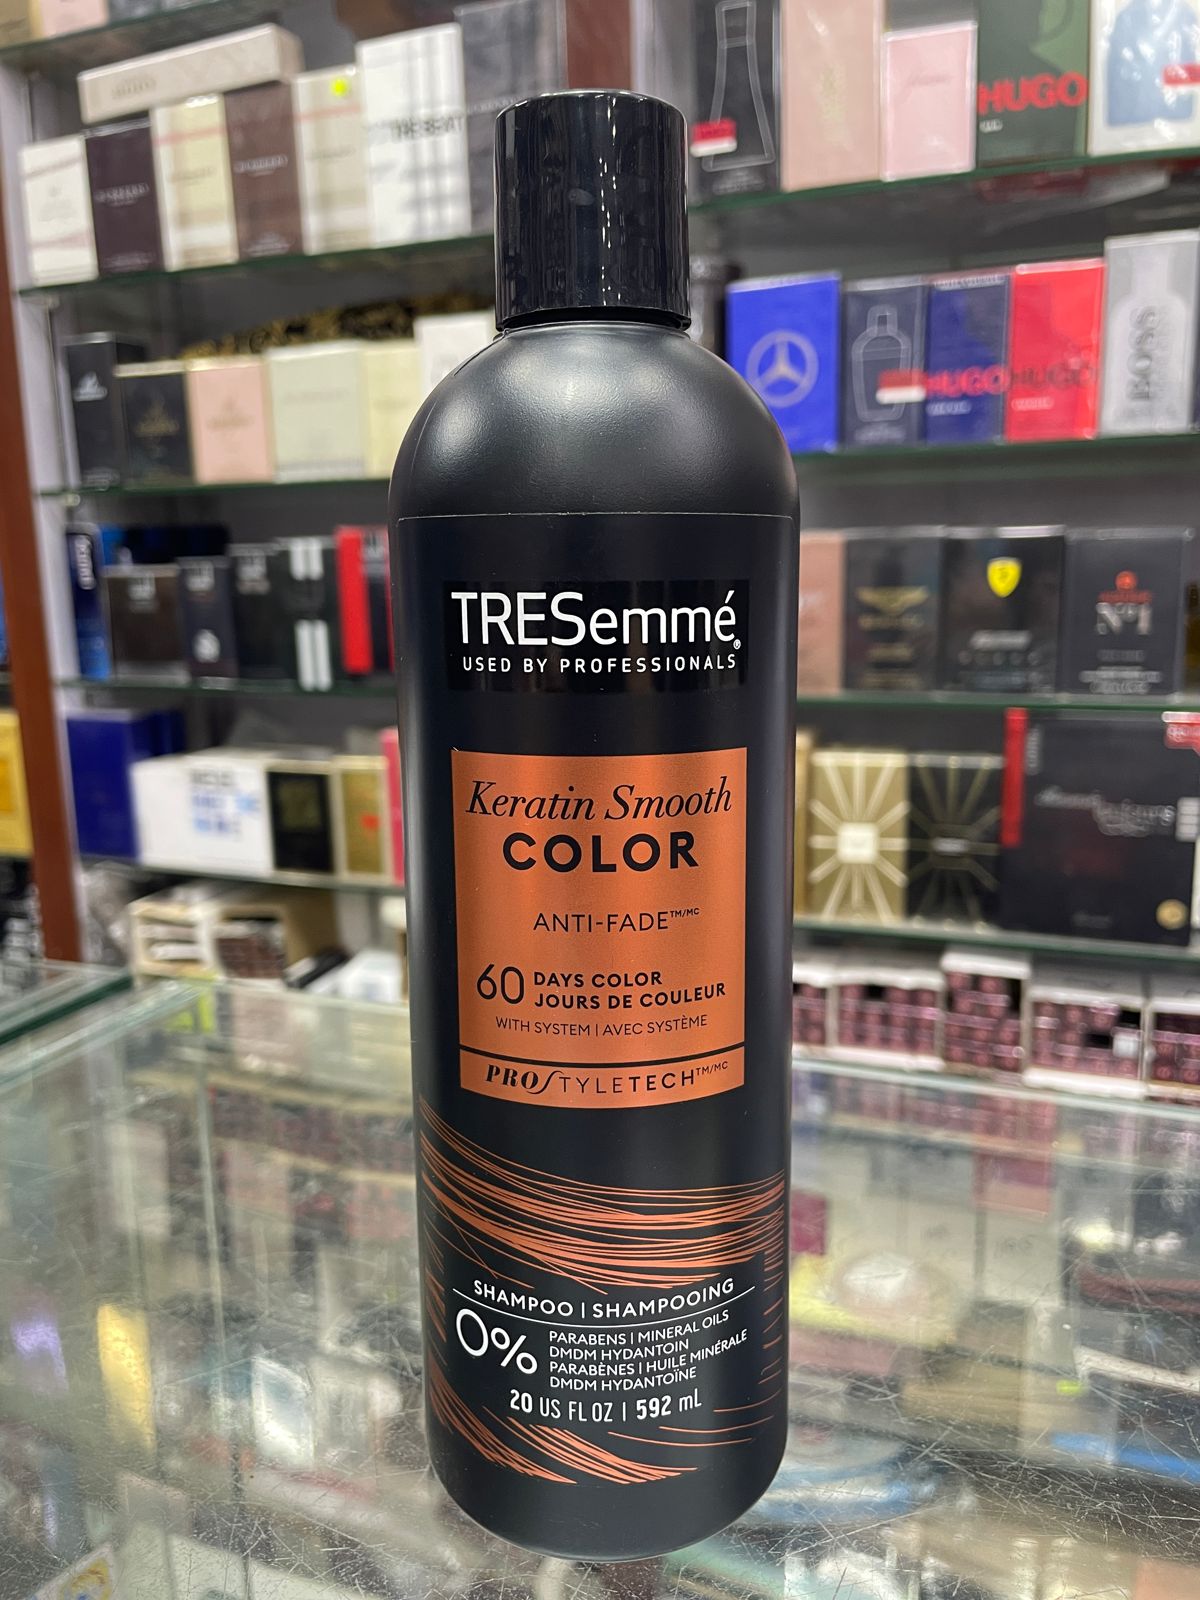 HUGO
HUGO
HUGO
BOSS
Nº1
TRESemmé®
USED BY PROFESSIONALS
Keratin Smooth
COLOR
ANTI-FADE™/MC
60 DAYS COLOR
JOURS DE COULEUR
WITH SYSTEM | AVEC SYSTÈME
PROSTYLETECH™/MC
SHAMPOO | SHAMPOOING
0% PARABENS | MINERAL OILS
DMDM HYDANTOIN
PARABÈNES | HUILE MINÉRALE
DMDM HYDANTOÏNE
20 US FL OZ | 592 mL